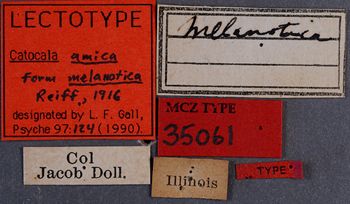 LECTOTYPE
Catocala amica
form melanotica
Reiff, 1916
designated by L. F. Gall,
Psyche 97:124 (1990).
Melanotica
MCZ TYPE
35061
Col
Jacob Doll.
Illinois
TYPE